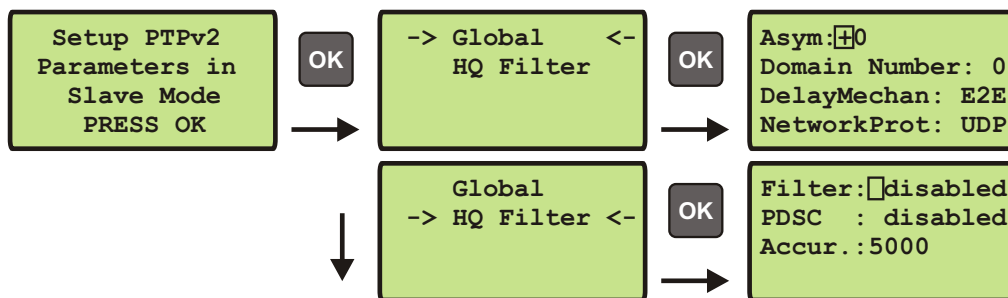 Setup PTPv2
Parameters in
Slave Mode
PRESS OK
OK
-> Global <-
HQ Filter
OK
Asym:+0
Domain Number: 0
DelayMechan: E2E
NetworkProt: UDP
Global
-> HQ Filter <-
OK
Filter: disabled
PDSC : disabled
Accur.:5000